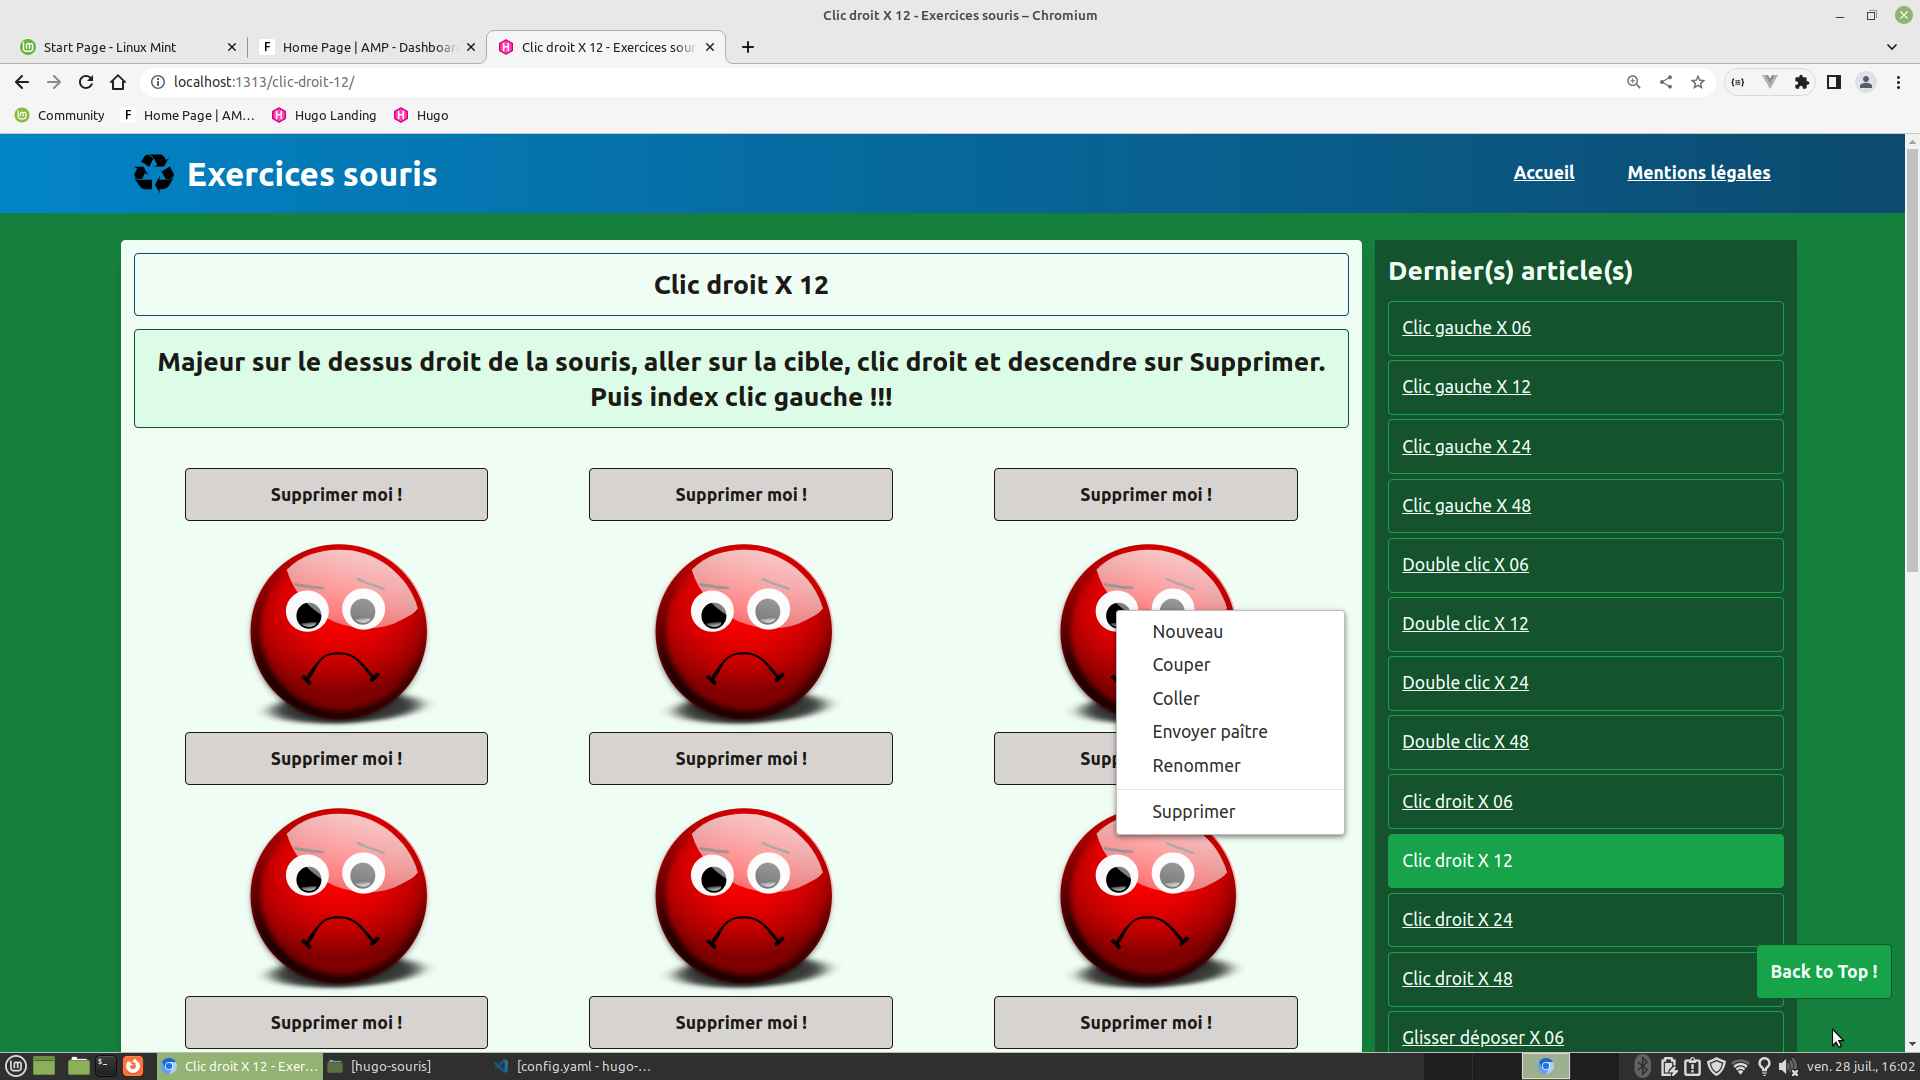 Clic droit X 12 - Exercices souris – Chromium
Start Page - Linux Mint
F Home Page | AMP - Dashboar
Clic droit X 12 - Exercices sour
localhost:1313/clic-droit-12/
Community
F Home Page | AM...
Hugo Landing
Hugo
Exercices souris
Accueil
Mentions légales
Clic droit X 12
Majeur sur le dessus droit de la souris, aller sur la cible, clic droit et descendre sur Supprimer.
Puis index clic gauche !!!
Supprimer moi !
Supprimer moi !
Supprimer moi !
Supprimer moi !
Supprimer moi !
Supp
Nouveau
Couper
Coller
Envoyer paître
Renommer
Supprimer
Supprimer moi !
Supprimer moi !
Supprimer moi !
Dernier(s) article(s)
Clic gauche X 06
Clic gauche X 12
Clic gauche X 24
Clic gauche X 48
Double clic X 06
Double clic X 12
Double clic X 24
Double clic X 48
Clic droit X 06
Clic droit X 12
Clic droit X 24
Clic droit X 48
Glisser déposer X 06
Back to Top !
Clic droit X 12 - Exer...
[hugo-souris]
[config.yaml - hugo-...
ven. 28 juil., 16:02